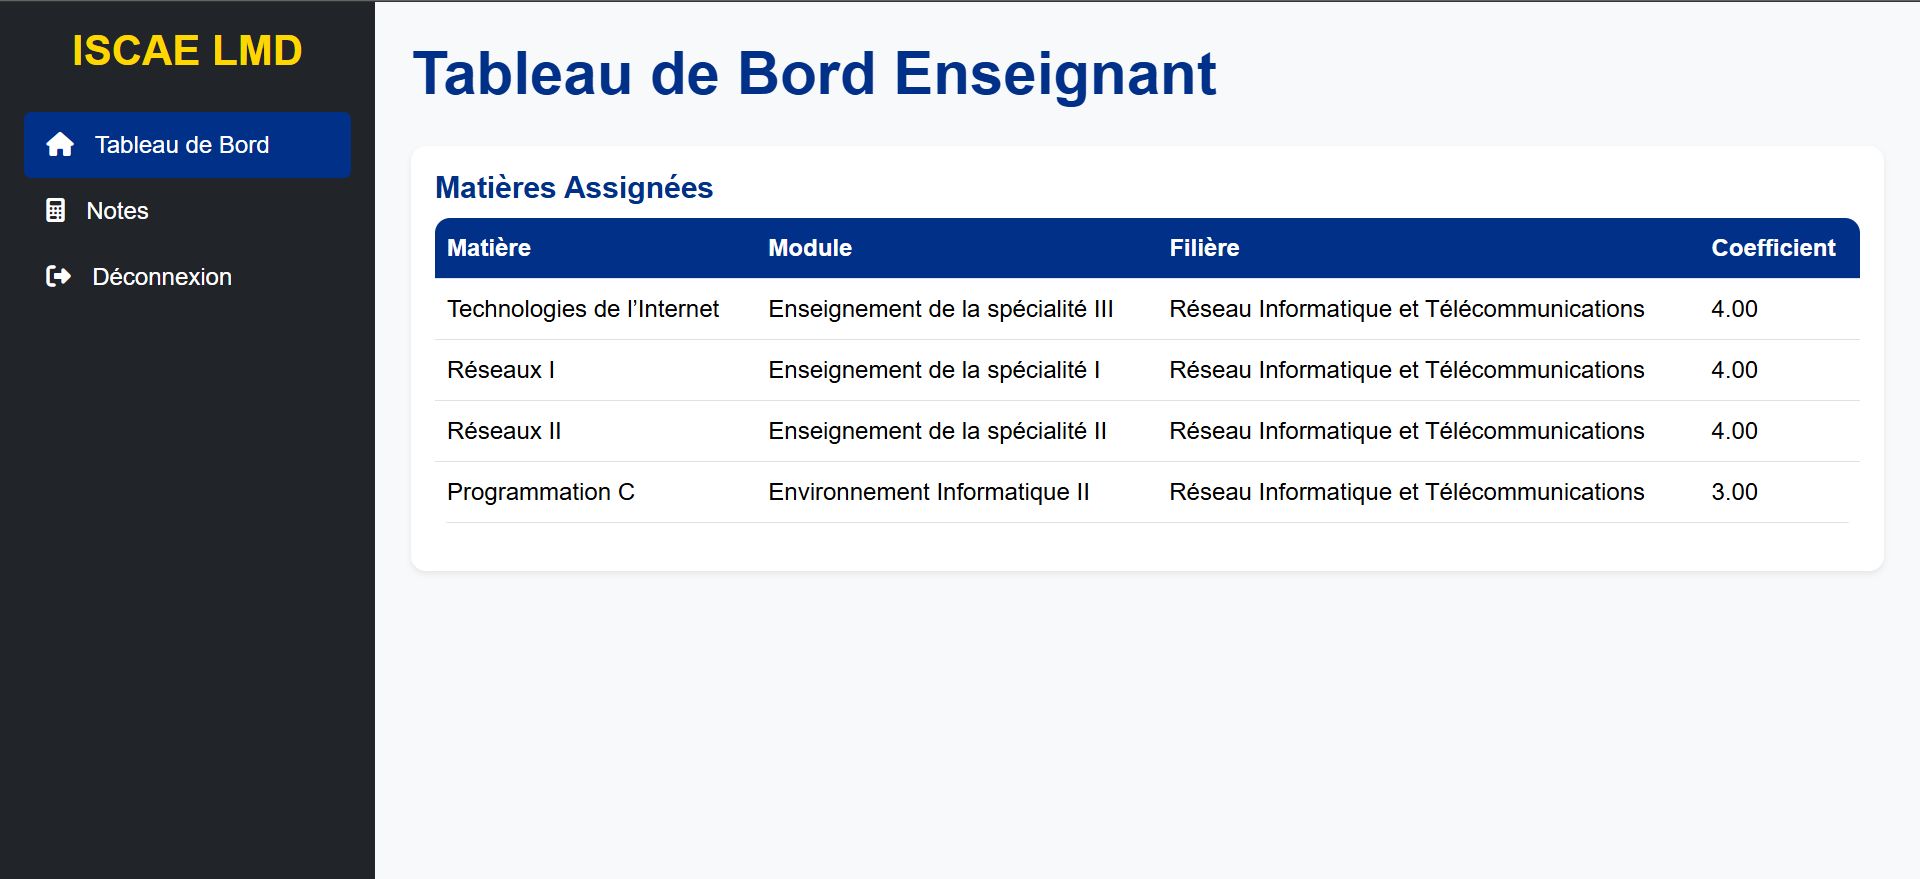 ISCAE LMD
Tableau de Bord
Notes
Déconnexion
Tableau de Bord Enseignant
Matières Assignées
Matière Module Filière Coefficient
Technologies de l’Internet Enseignement de la spécialité III Réseau Informatique et Télécommunications 4.00
Réseaux I Enseignement de la spécialité I Réseau Informatique et Télécommunications 4.00
Réseaux II Enseignement de la spécialité II Réseau Informatique et Télécommunications 4.00
Programmation C Environnement Informatique II Réseau Informatique et Télécommunications 3.00